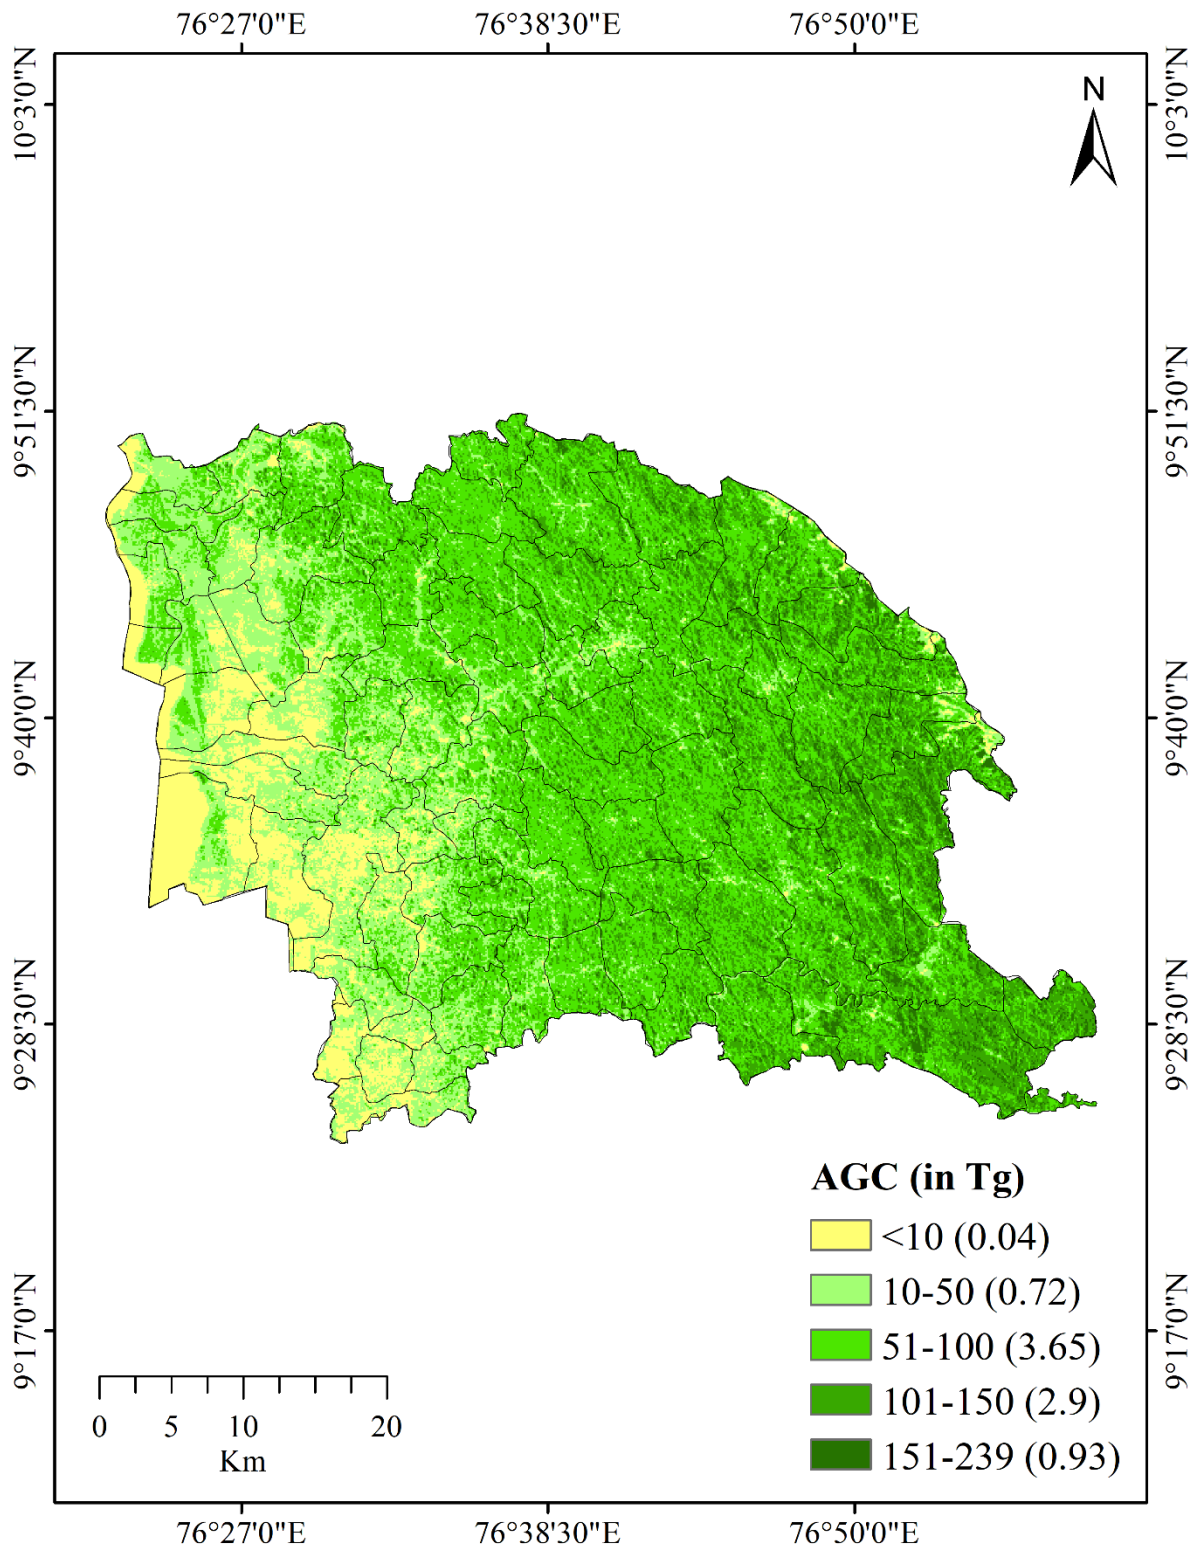 76°27'0"E 76°38'30"E 76°50'0"E
10°3'0"N
10°3'0"N
N
9°51'30"N
9°51'30"N
9°40'0"N
9°40'0"N
9°28'30"N
9°28'30"N
9°17'0"N
9°17'0"N
AGC (in Tg)
<10 (0.04)
10-50 (0.72)
51-100 (3.65)
101-150 (2.9)
151-239 (0.93)
0 5 10 20
Km
76°27'0"E 76°38'30"E 76°50'0"E